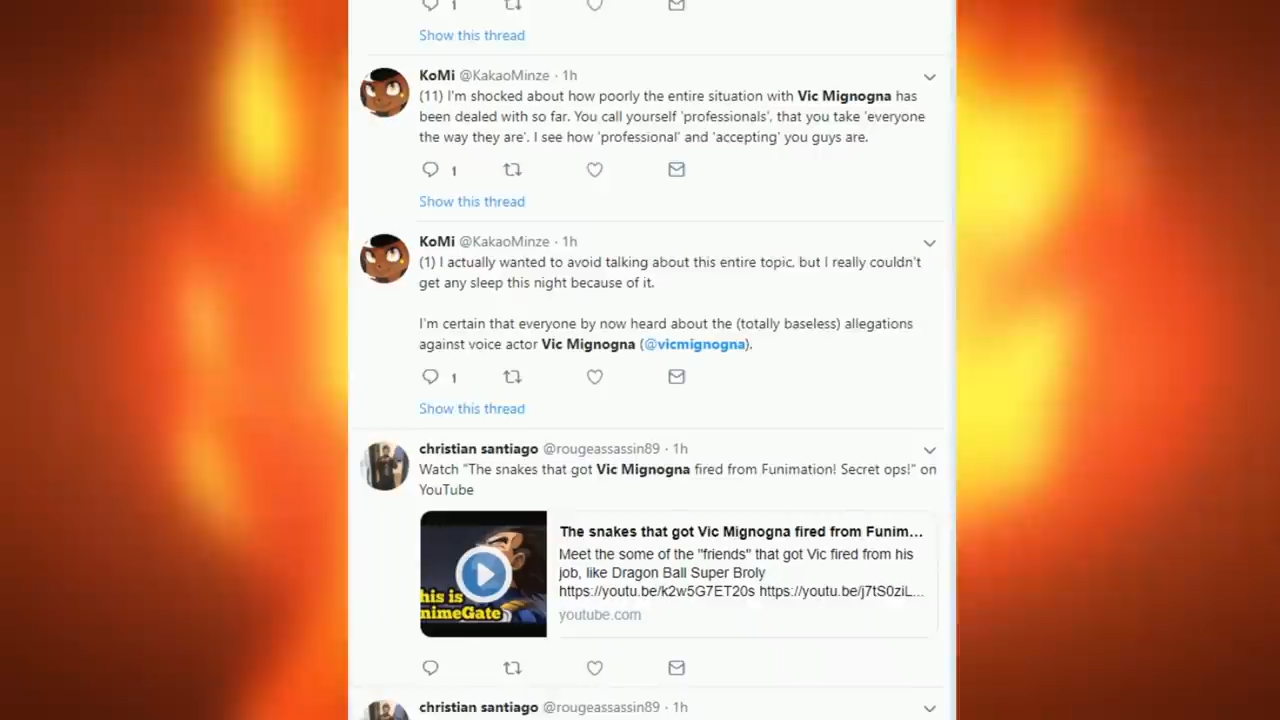 1
Show this thread
KoMi @KakaoMinze · 1h
(11) I'm shocked about how poorly the entire situation with Vic Mignogna has
been dealt with so far. You call yourself 'professionals', that you take 'everyone
the way they are'. I see how 'professional' and 'accepting' you guys are.
1
Show this thread
KoMi @KakaoMinze · 1h
(1) I actually wanted to avoid talking about this entire topic, but I really couldn't
get any sleep this night because of it.
I'm certain that everyone by now heard about the (totally baseless) allegations
against voice actor Vic Mignogna (@vicmignogna).
1
Show this thread
christian santiago @rougeassassin89 · 1h
Watch "The snakes that got Vic Mignogna fired from Funimation! Secret ops!" on
YouTube
The snakes that got Vic Mignogna fired from Funim...
Meet the some of the "friends" that got Vic fired from his
job, like Dragon Ball Super Broly
https://youtu.be/k2w5G7ET20s https://youtu.be/j7tS0ziL...
youtube.com
his is
nimeGate
christian santiago @rougeassassin89 · 1h